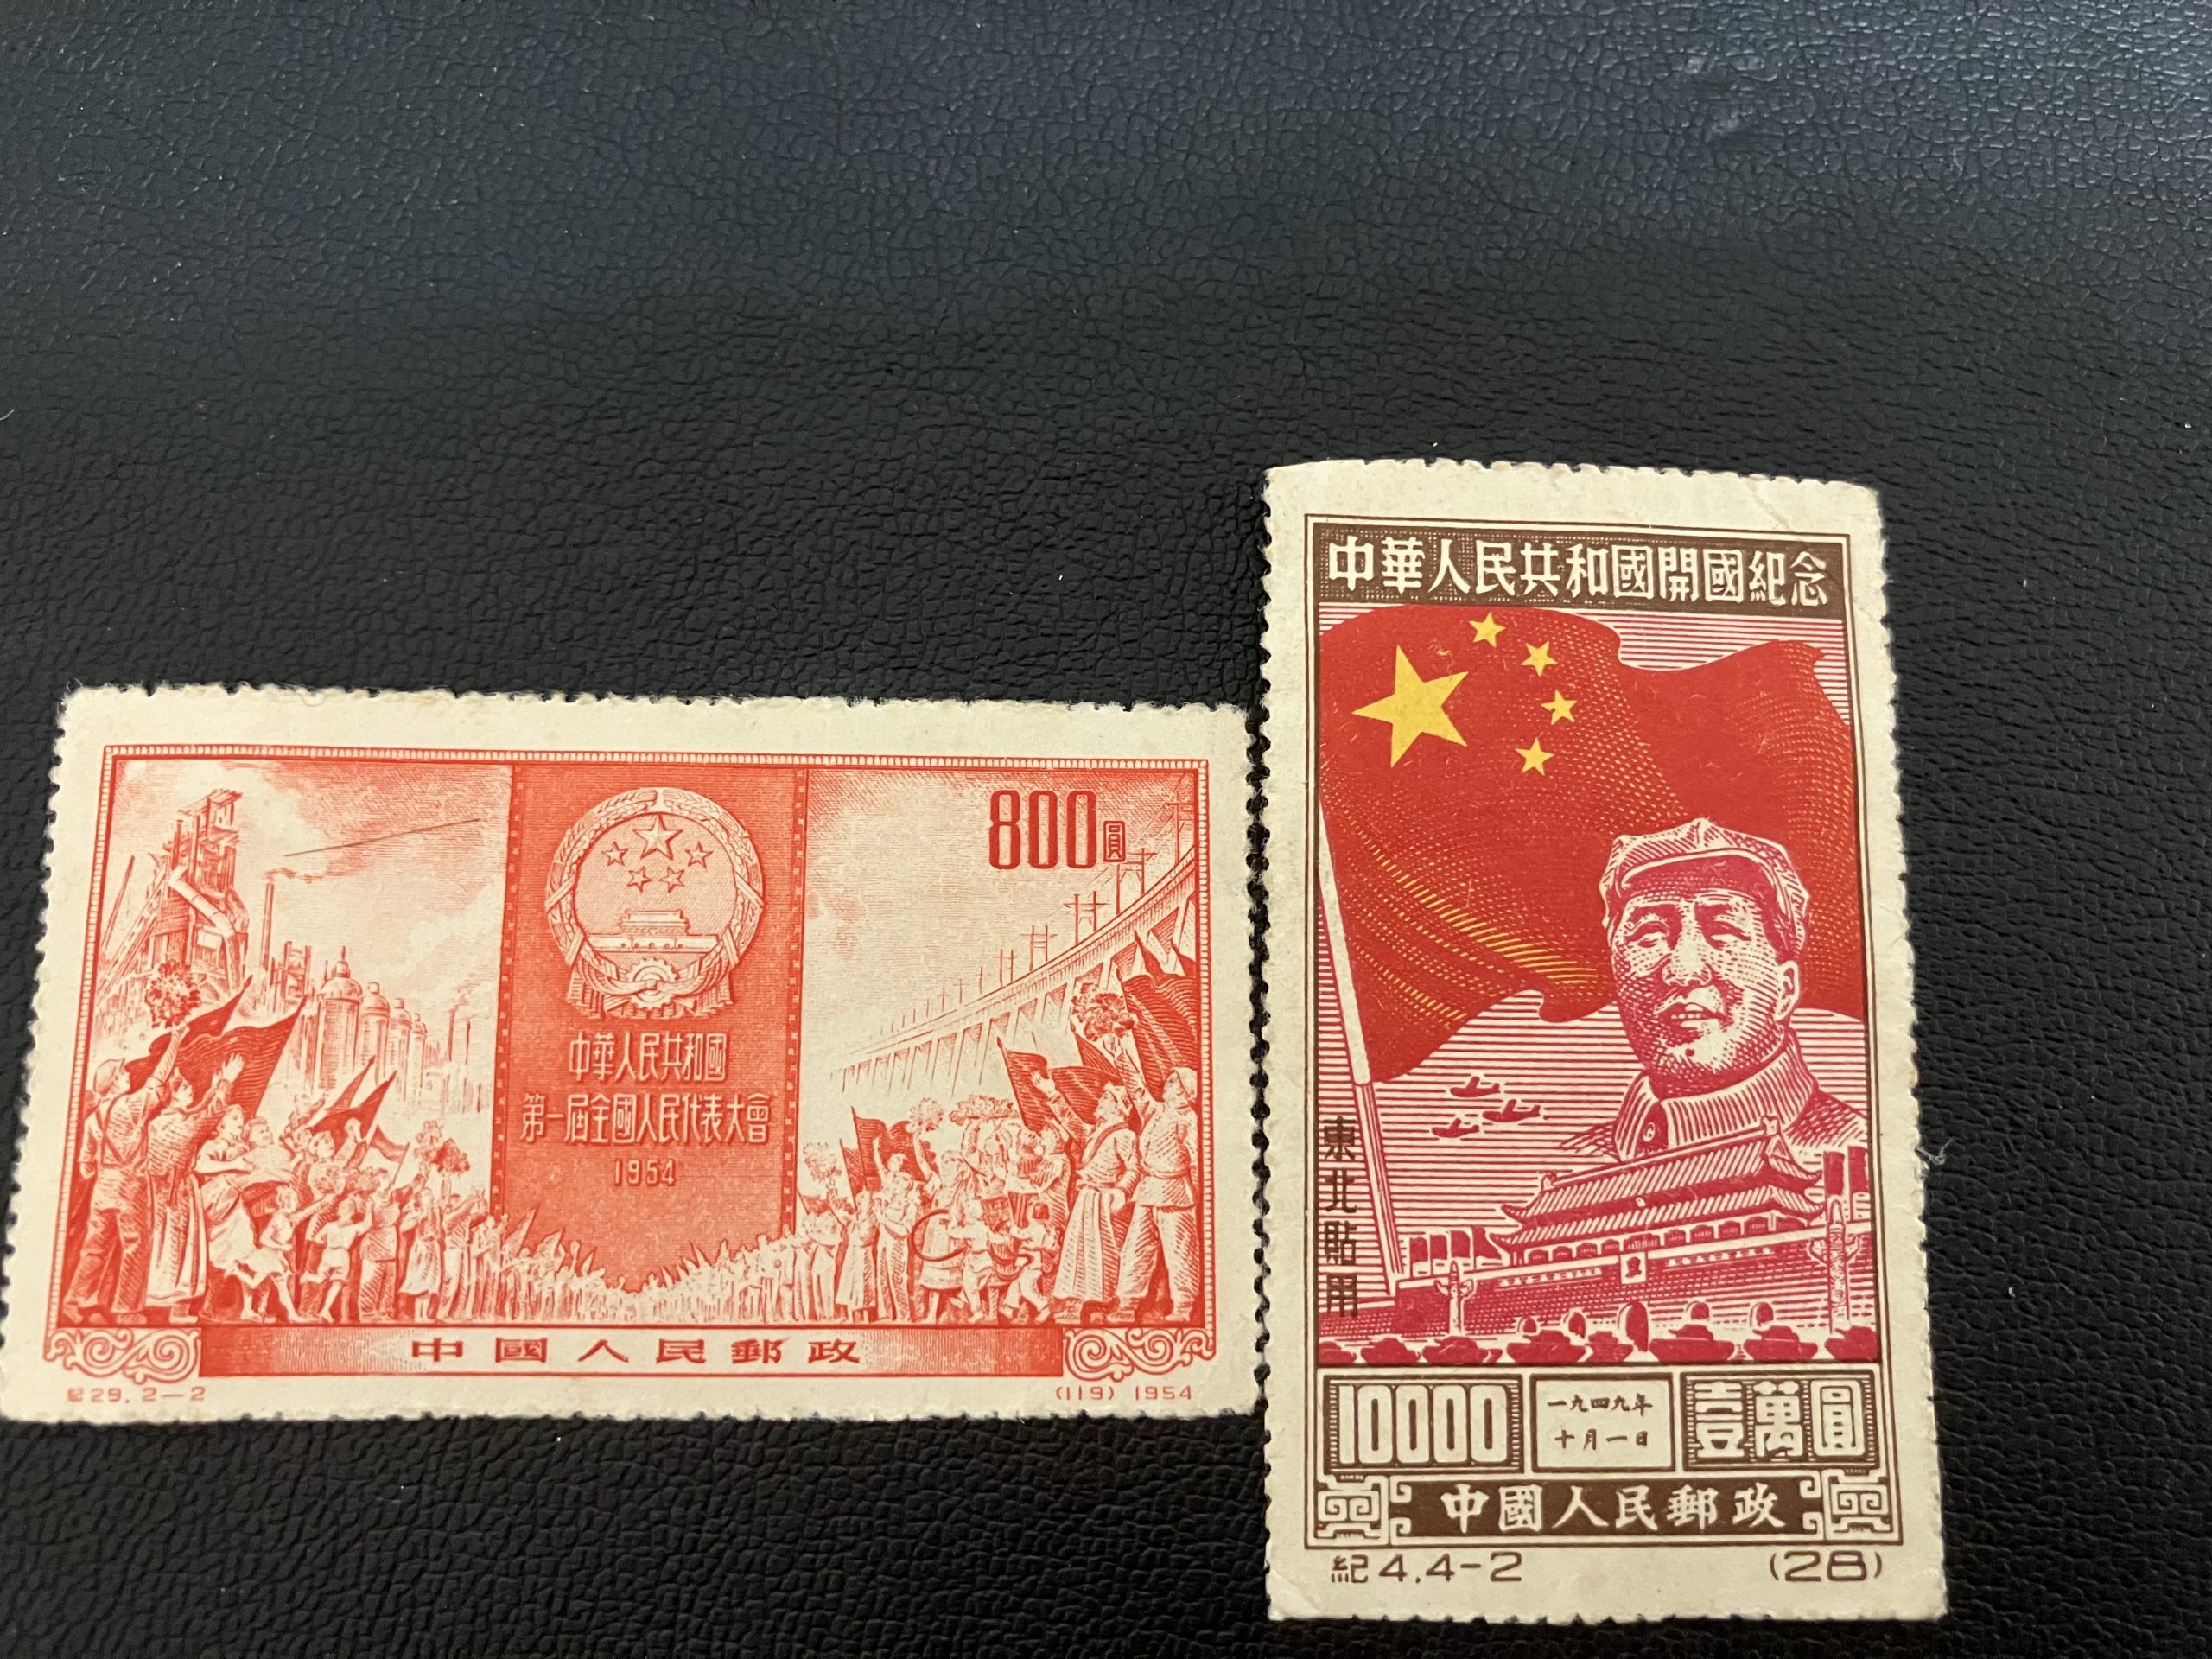 800圓
中華人民共和國
第一屆全國人民代表大會
1954
中國人民郵政
紀29.2-2
(119) 1954
中華人民共和國開國紀念
東北貼用
10000
一九四九年
十月一日
壹萬圓
中國人民郵政
紀4.4-2
(28)